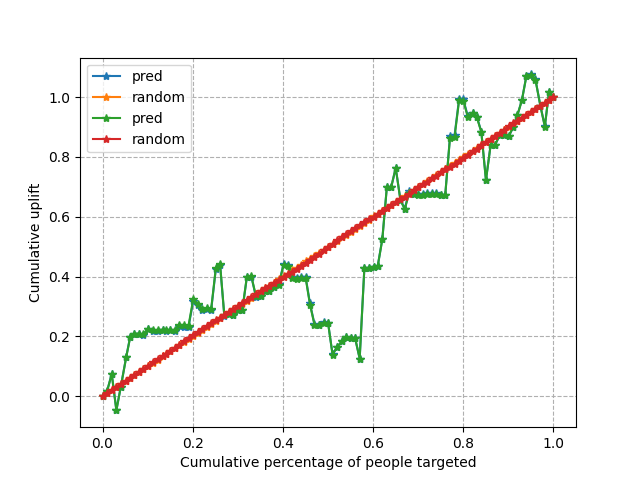 pred
random
pred
random
1.0
0.8
0.6
0.4
0.2
0.0
Cumulative uplift
0.0 0.2 0.4 0.6 0.8 1.0
Cumulative percentage of people targeted